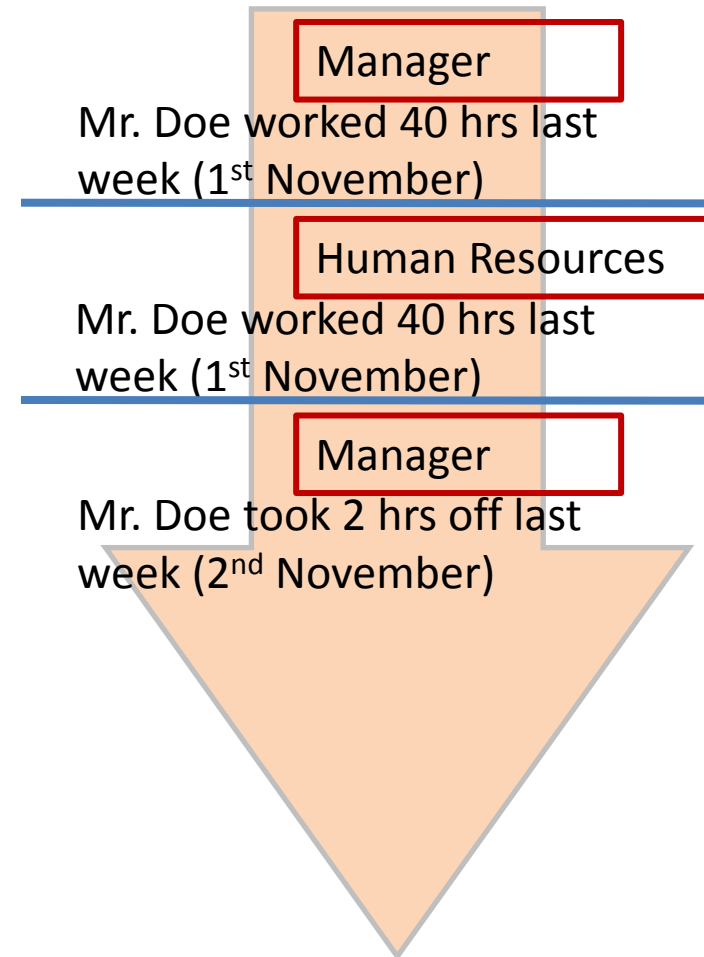 Manager
Mr. Doe worked 40 hrs last
week (1st November)
Human Resources
Mr. Doe worked 40 hrs last
week (1st November)
Manager
Mr. Doe took 2 hrs off last
week (2nd November)